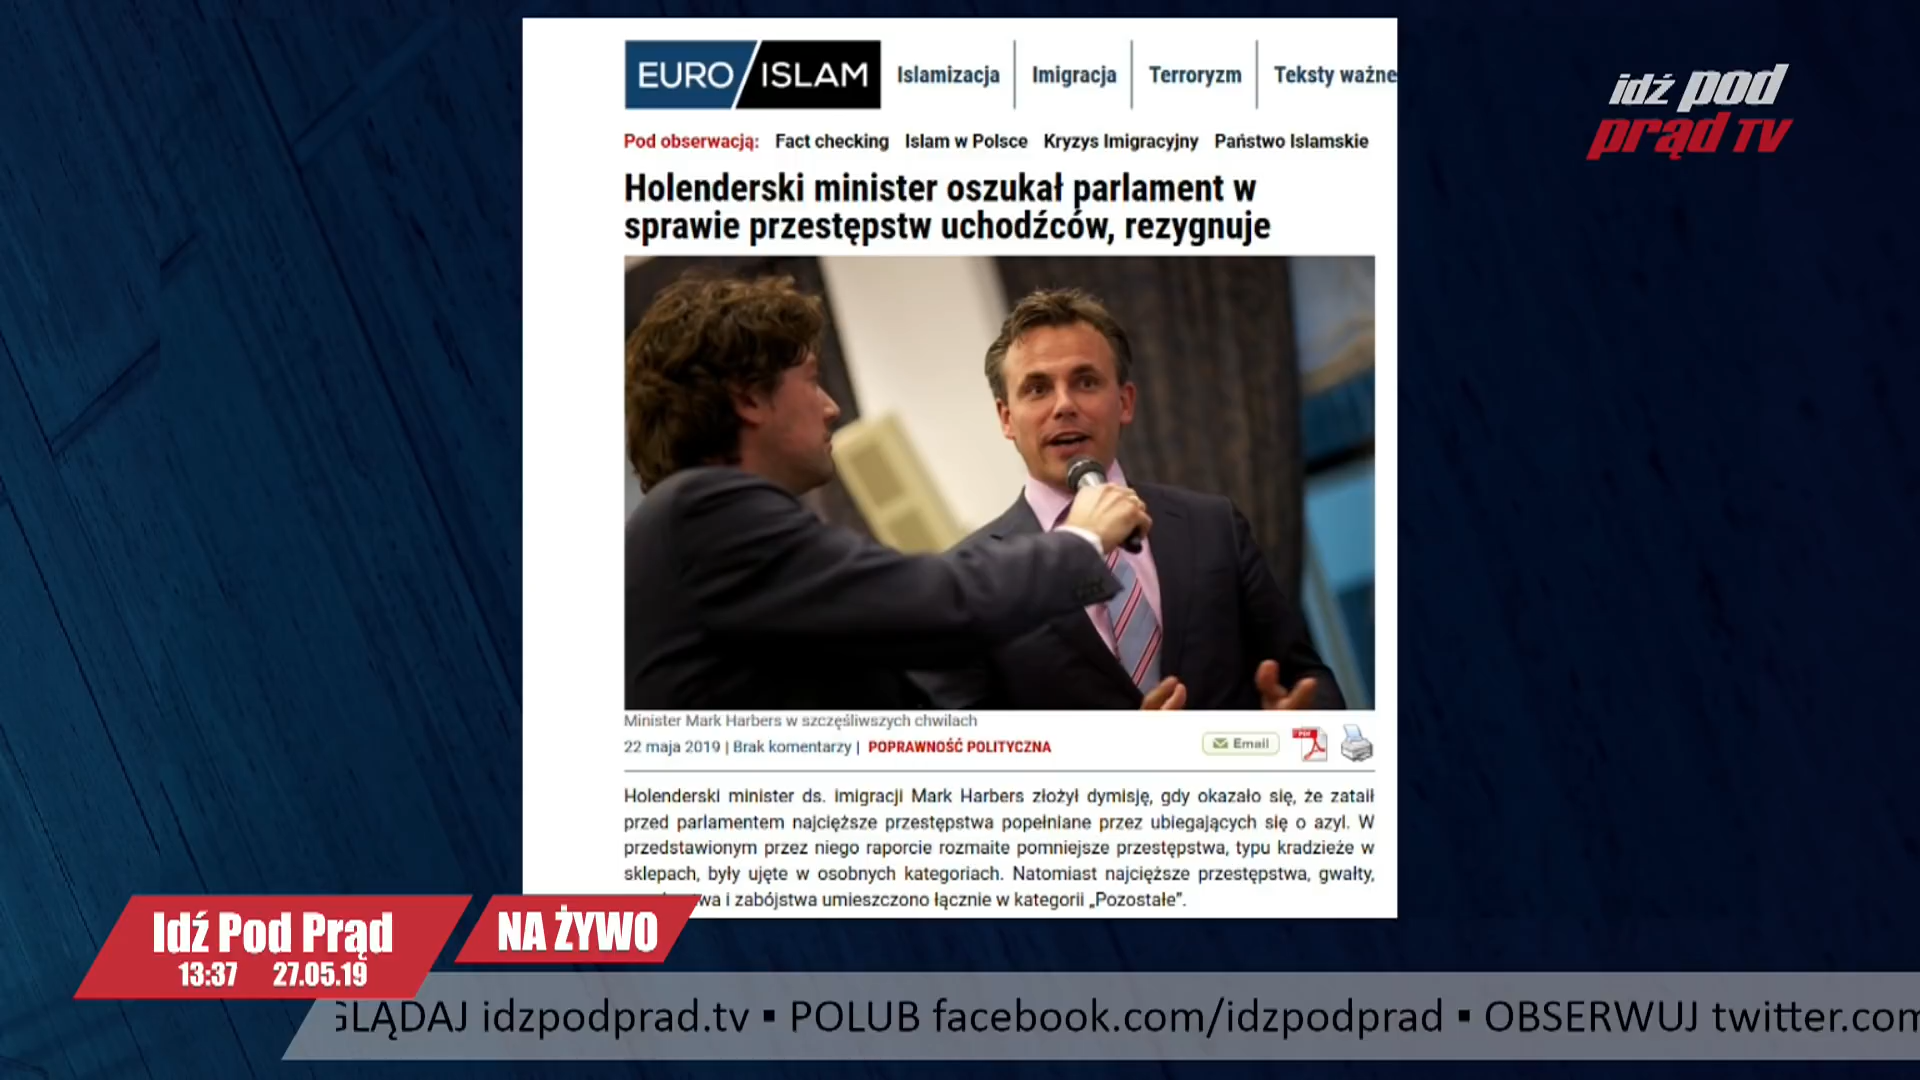 EURO ISLAM
Islamizacja
Imigracja
Terroryzm
Teksty ważne
idź pod
prąd TV
Pod obserwacją: Fact checking Islam w Polsce Kryzys Imigracyjny Państwo Islamskie
Holenderski minister oszukał parlament w
sprawie przestępstw uchodźców, rezygnuje
Minister Mark Harbers w szczęśliwszych chwilach
22 maja 2019 | Brak komentarzy | POPRAWNOŚĆ POLITYCZNA
Email
PDF
Holenderski minister ds. imigracji Mark Harbers złożył dymisję, gdy okazało się, że zataił
przed parlamentem najcięższe przestępstwa popełniane przez ubiegających się o azyl. W
przedstawionym przez niego raporcie rozmaite pomniejsze przestępstwa, typu kradzieże w
sklepach, były ujęte w osobnych kategoriach. Natomiast najcięższe przestępstwa, gwałty,
i zabójstwa umieszczono łącznie w kategorii „Pozostałe”.
Idź Pod Prąd
13:37 27.05.19
NA ŻYWO
GLĄDAJ idzpodprad.tv ▪ POLUB facebook.com/idzpodprad ▪ OBSERWUJ twitter.com